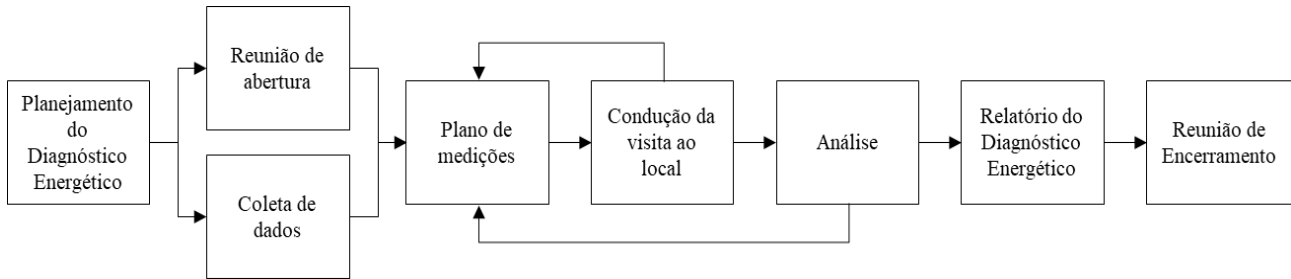 Planejamento
do
Diagnóstico
Energético
Reunião de
abertura
Coleta de
dados
Plano de
medições
Condução da
visita ao
local
Análise
Relatório do
Diagnóstico
Energético
Reunião de
Encerramento